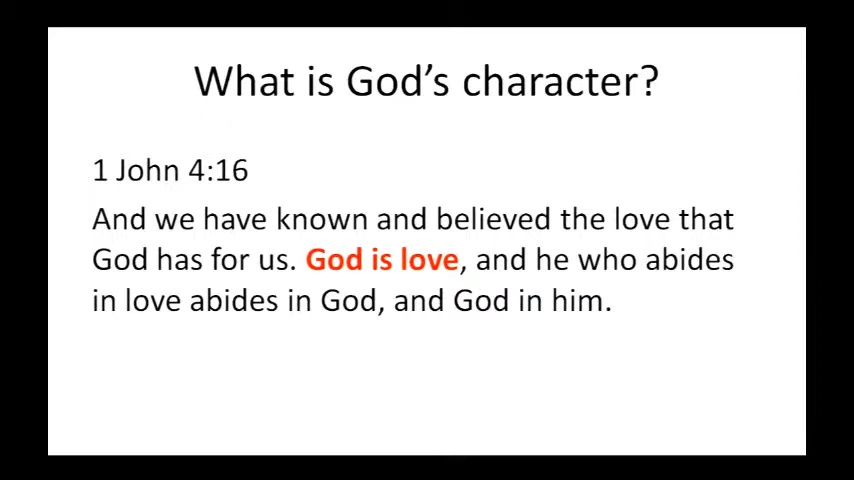 What is God’s character?
1 John 4:16
And we have known and believed the love that
God has for us. God is love, and he who abides
in love abides in God, and God in him.